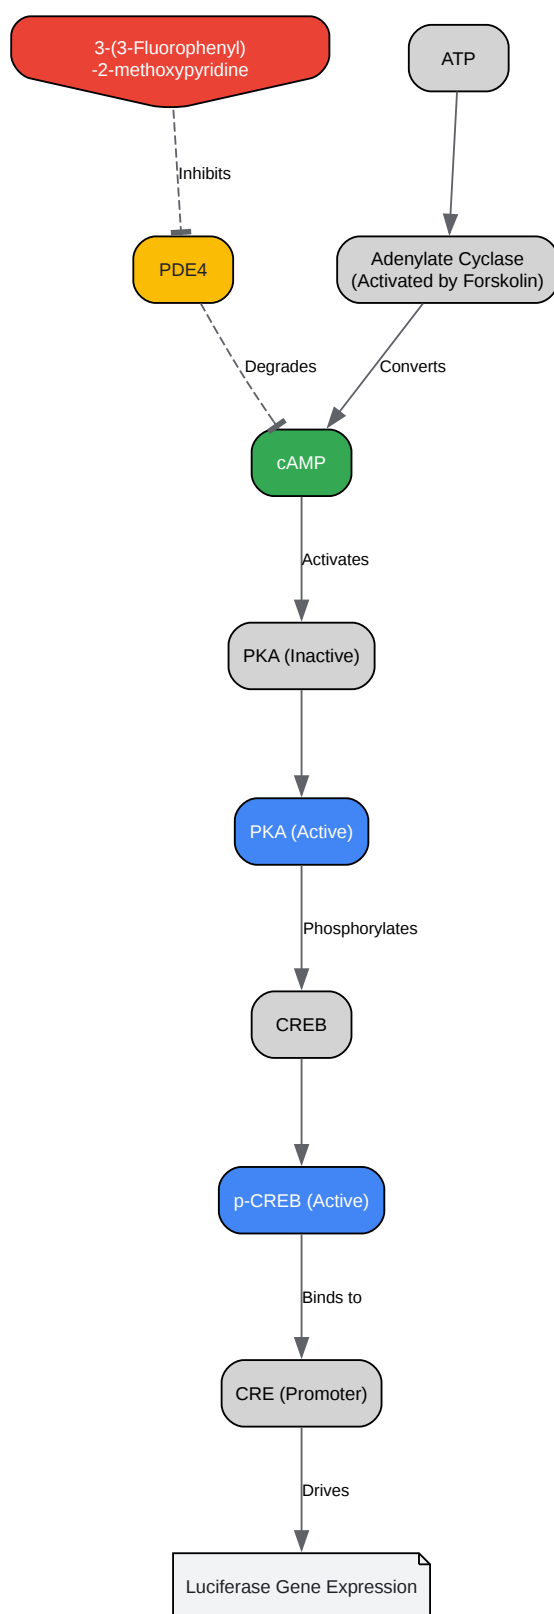 3-(3-Fluorophenyl)
-2-methoxypyridine
ATP
Inhibits
PDE4
Adenylate Cyclase
(Activated by Forskolin)
Degrades
Converts
cAMP
Activates
PKA (Inactive)
PKA (Active)
Phosphorylates
CREB
p-CREB (Active)
Binds to
CRE (Promoter)
Drives
Luciferase Gene Expression